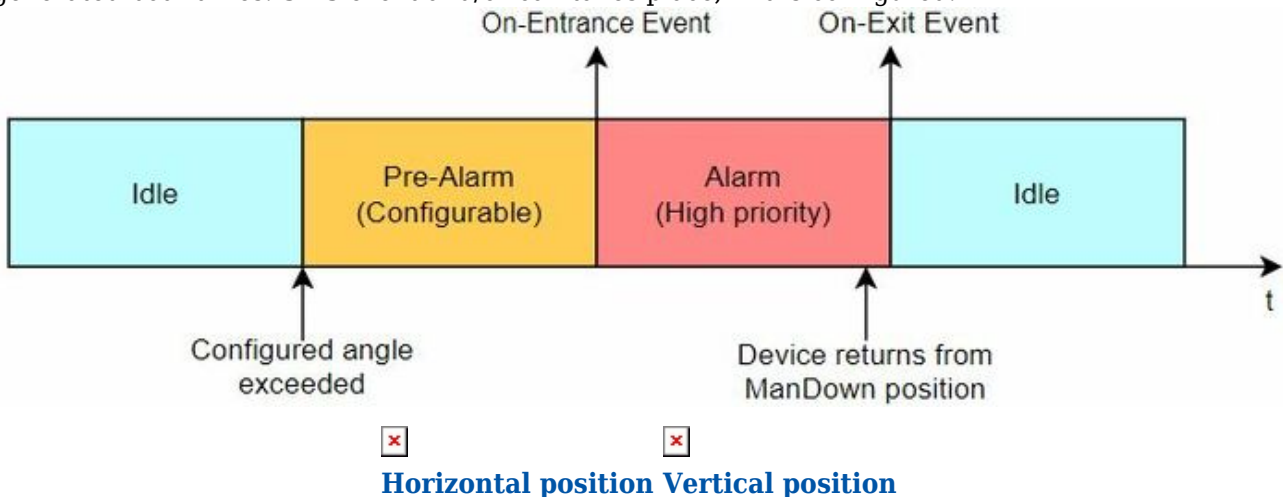 On-Entrance Event On-Exit Event
Idle
Pre-Alarm
(Configurable)
Alarm
(High priority)
Idle
t
Configured angle
exceeded
Device returns from
ManDown position
Horizontal position Vertical position